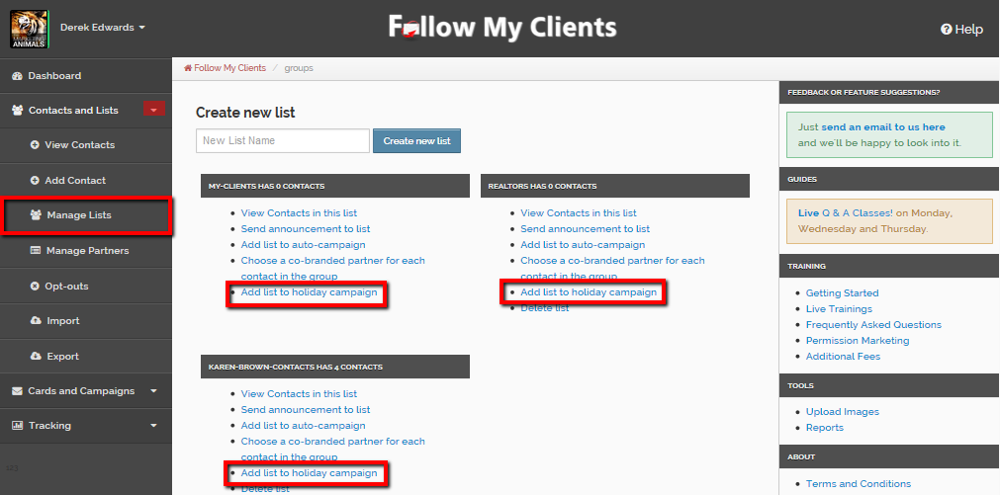 MARKETING
ANIMALS
Derek Edwards
Follow My Clients
Help
Dashboard
Contacts and Lists
View Contacts
Add Contact
Manage Lists
Manage Partners
Opt-outs
Import
Export
Cards and Campaigns
Tracking
Follow My Clients / groups
Create new list
New List Name
Create new list
MY-CLIENTS HAS 0 CONTACTS
View Contacts in this list
Send announcement to list
Add list to auto-campaign
Choose a co-branded partner for each
contact in the group
Add list to holiday campaign
REALTORS HAS 0 CONTACTS
View Contacts in this list
Send announcement to list
Add list to auto-campaign
Choose a co-branded partner for each
contact in the group
Add list to holiday campaign
Delete list
KAREN-BROWN-CONTACTS HAS 4 CONTACTS
View Contacts in this list
Send announcement to list
Add list to auto-campaign
Choose a co-branded partner for each
contact in the group
Add list to holiday campaign
Delete list
FEEDBACK OR FEATURE SUGGESTIONS?
Just send an email to us here
and we'll be happy to look into it.
GUIDES
Live Q & A Classes! on Monday,
Wednesday and Thursday.
TRAINING
Getting Started
Live Trainings
Frequently Asked Questions
Permission Marketing
Additional Fees
TOOLS
Upload Images
Reports
ABOUT
Terms and Conditions